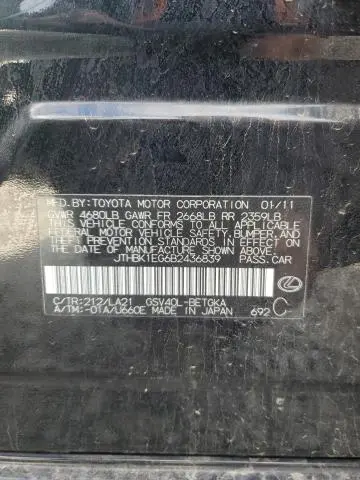 MFD.BY:TOYOTA MOTOR CORPORATION 01/11
GVWR 4680LB GAWR FR 2668LB RR 2359LB
THIS VEHICLE CONFORMS TO ALL APPLICABLE
FEDERAL MOTOR VEHICLE SAFETY, BUMPER, AND
THEFT PREVENTION STANDARDS IN EFFECT ON
THE DATE OF MANUFACTURE SHOWN ABOVE.
JTHBK1EG6B2436839 PASS.CAR
C/TR:212/LA21 GSV40L-BETGKA
A/TM:-01A/U660E MADE IN JAPAN 692 C